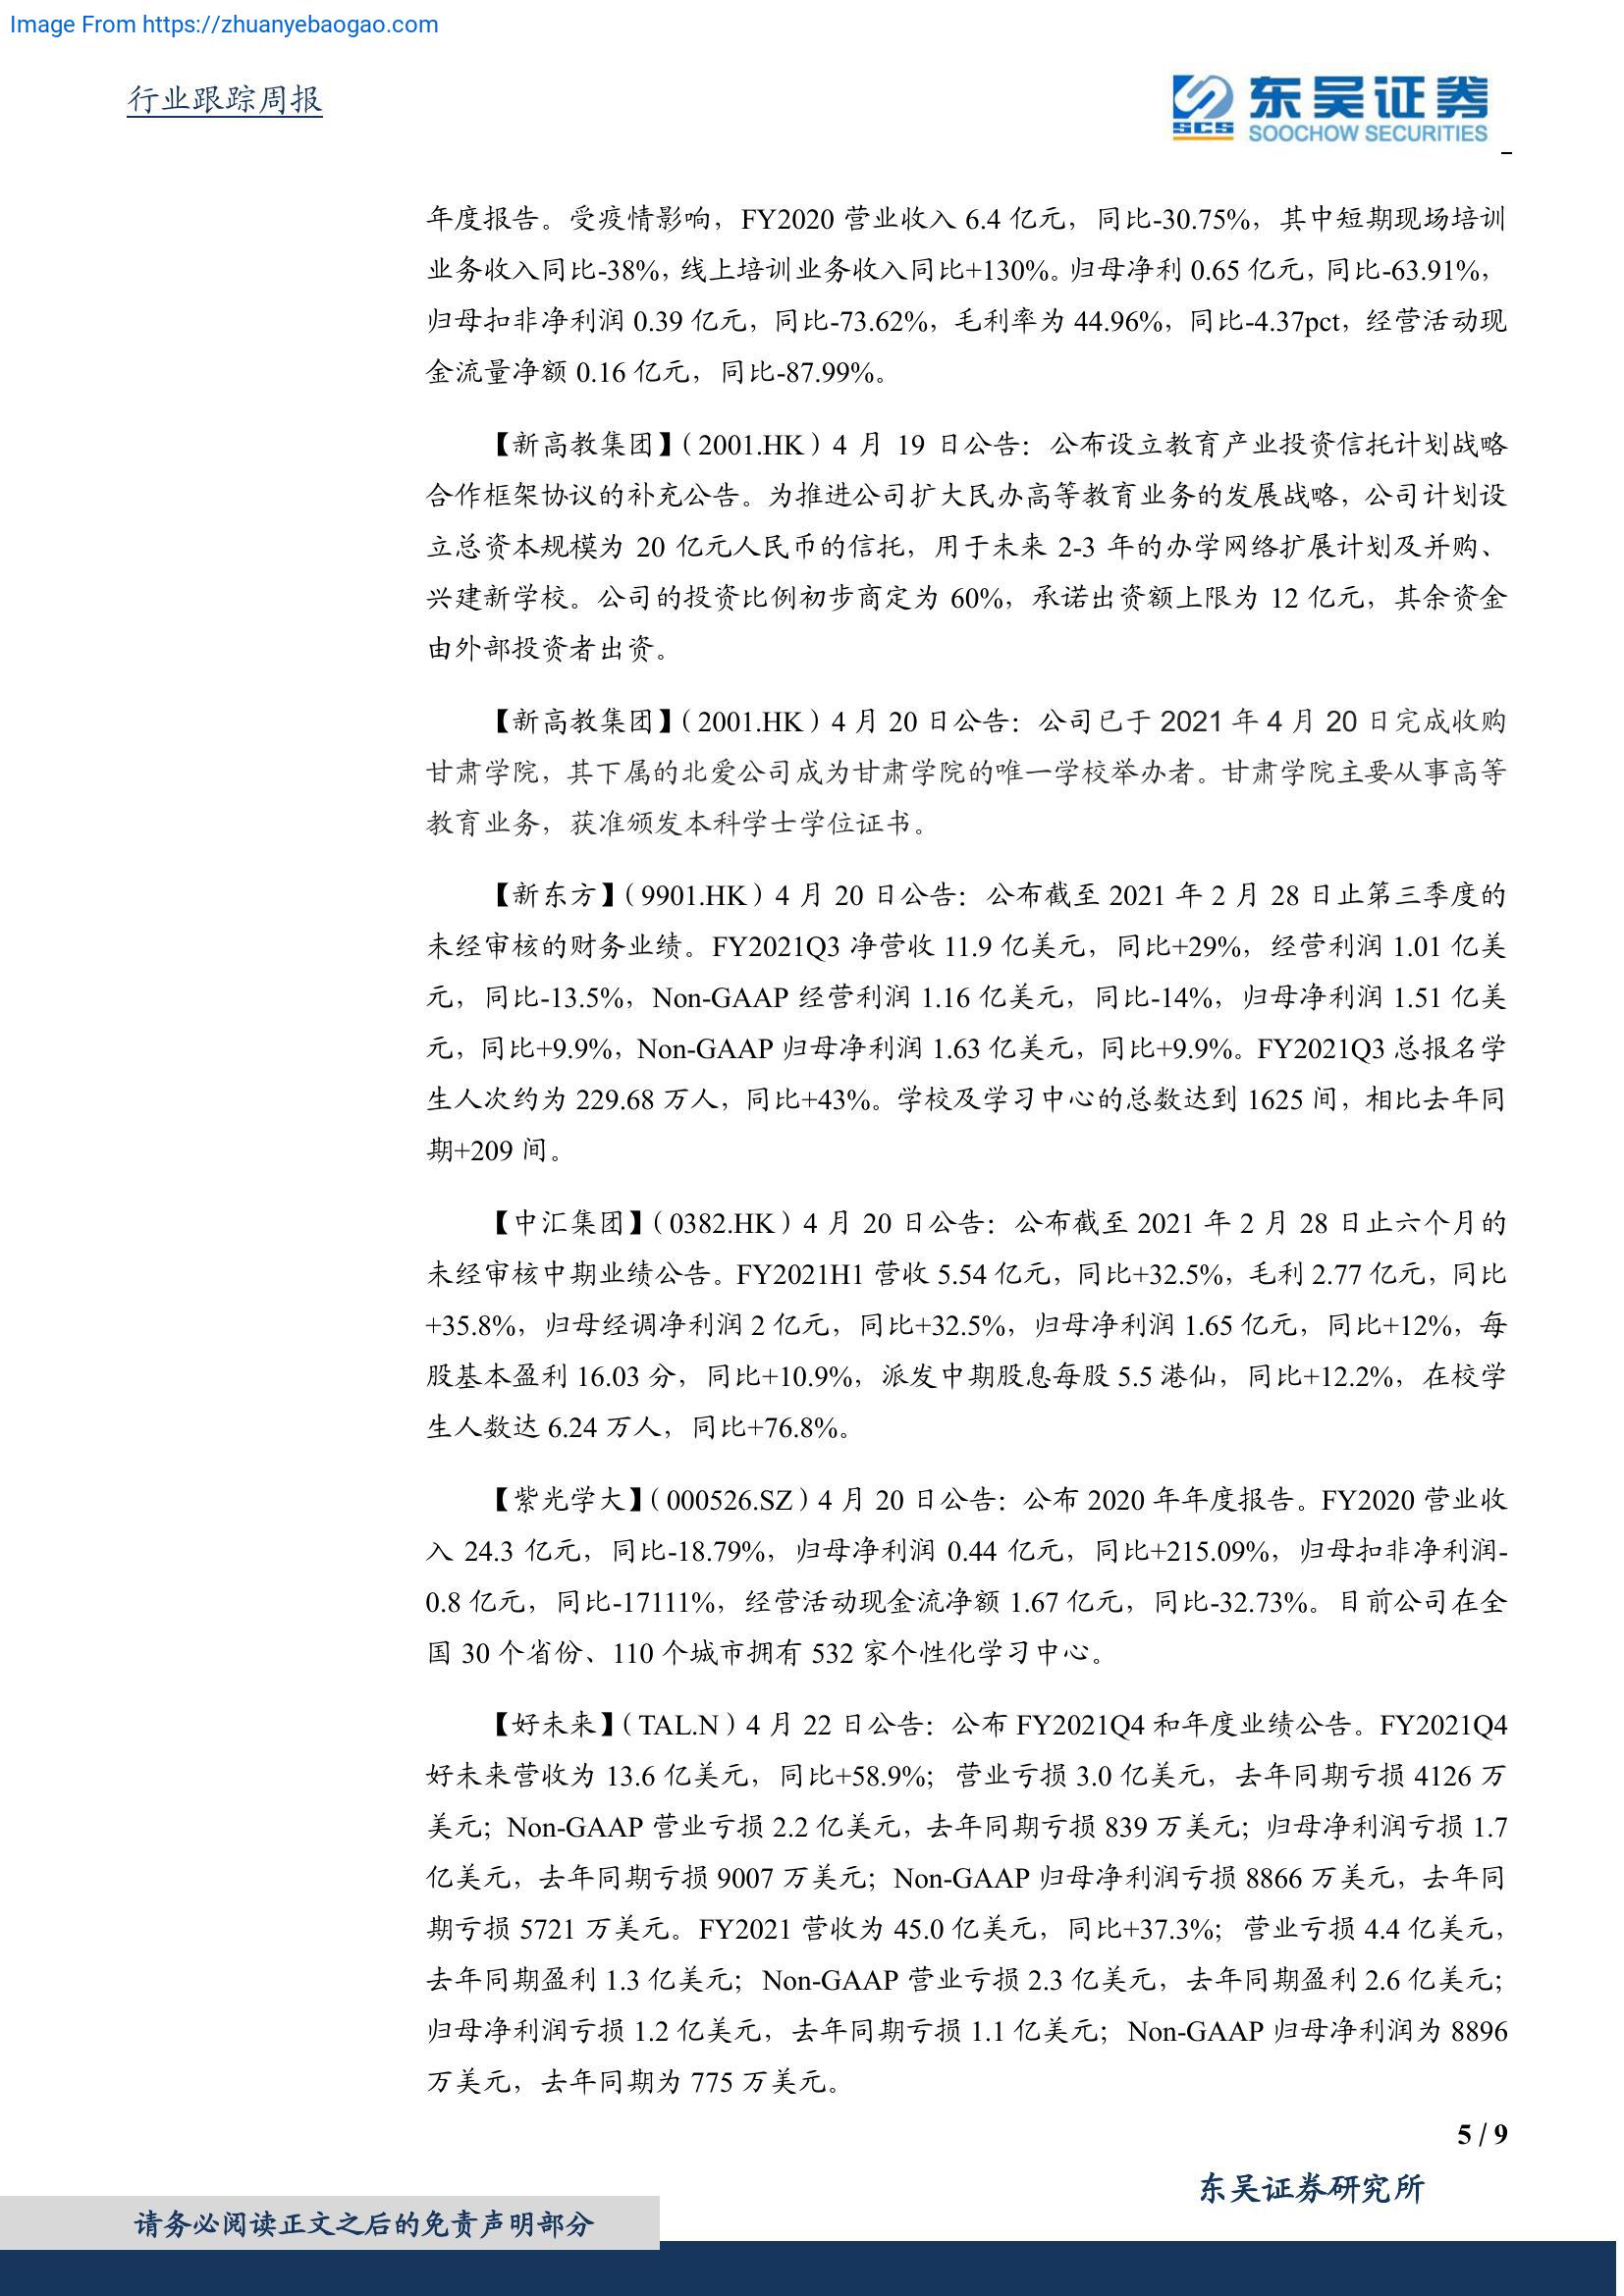 Image From https://zhuanyebaogao.com
行业跟踪周报
SCS
东吴证券
SOOCHOW SECURITIES
年度报告。受疫情影响，FY2020 营业收入 6.4 亿元，同比-30.75%，其中短期现场培训
业务收入同比-38%，线上培训业务收入同比+130%。归母净利 0.65 亿元，同比-63.91%，
归母扣非净利润 0.39 亿元，同比-73.62%，毛利率为 44.96%，同比-4.37pct，经营活动现
金流量净额 0.16 亿元，同比-87.99%。
【新高教集团】（2001.HK）4 月 19 日公告：公布设立教育产业投资信托计划战略
合作框架协议的补充公告。为推进公司扩大民办高等教育业务的发展战略，公司计划设
立总资本规模为 20 亿元人民币的信托，用于未来 2-3 年的办学网络扩展计划及并购、
兴建新学校。公司的投资比例初步商定为 60%，承诺出资额上限为 12 亿元，其余资金
由外部投资者出资。
【新高教集团】（2001.HK）4 月 20 日公告：公司已于 2021 年 4 月 20 日完成收购
甘肃学院，其下属的北爱公司成为甘肃学院的唯一学校举办者。甘肃学院主要从事高等
教育业务，获准颁发本科学士学位证书。
【新东方】（9901.HK）4 月 20 日公告：公布截至 2021 年 2 月 28 日止第三季度的
未经审核的财务业绩。FY2021Q3 净营收 11.9 亿美元，同比+29%，经营利润 1.01 亿美
元，同比-13.5%，Non-GAAP 经营利润 1.16 亿美元，同比-14%，归母净利润 1.51 亿美
元，同比+9.9%，Non-GAAP 归母净利润 1.63 亿美元，同比+9.9%。FY2021Q3 总报名学
生人次约为 229.68 万人，同比+43%。学校及学习中心的总数达到 1625 间，相比去年同
期+209 间。
【中汇集团】（0382.HK）4 月 20 日公告：公布截至 2021 年 2 月 28 日止六个月的
未经审核中期业绩公告。FY2021H1 营收 5.54 亿元，同比+32.5%，毛利 2.77 亿元，同比
+35.8%，归母经调净利润 2 亿元，同比+32.5%，归母净利润 1.65 亿元，同比+12%，每
股基本盈利 16.03 分，同比+10.9%，派发中期股息每股 5.5 港仙，同比+12.2%，在校学
生人数达 6.24 万人，同比+76.8%。
【紫光学大】（000526.SZ）4 月 20 日公告：公布 2020 年年度报告。FY2020 营业收
入 24.3 亿元，同比-18.79%，归母净利润 0.44 亿元，同比+215.09%，归母扣非净利润-
0.8 亿元，同比-17111%，经营活动现金流净额 1.67 亿元，同比-32.73%。目前公司在全
国 30 个省份、110 个城市拥有 532 家个性化学习中心。
【好未来】（TAL.N）4 月 22 日公告：公布 FY2021Q4 和年度业绩公告。FY2021Q4
好未来营收为 13.6 亿美元，同比+58.9%；营业亏损 3.0 亿美元，去年同期亏损 4126 万
美元；Non-GAAP 营业亏损 2.2 亿美元，去年同期亏损 839 万美元；归母净利润亏损 1.7
亿美元，去年同期亏损 9007 万美元；Non-GAAP 归母净利润亏损 8866 万美元，去年同
期亏损 5721 万美元。FY2021 营收为 45.0 亿美元，同比+37.3%；营业亏损 4.4 亿美元，
去年同期盈利 1.3 亿美元；Non-GAAP 营业亏损 2.3 亿美元，去年同期盈利 2.6 亿美元；
归母净利润亏损 1.2 亿美元，去年同期亏损 1.1 亿美元；Non-GAAP 归母净利润为 8896
万美元，去年同期为 775 万美元。
5 / 9
东吴证券研究所
请务必阅读正文之后的免责声明部分